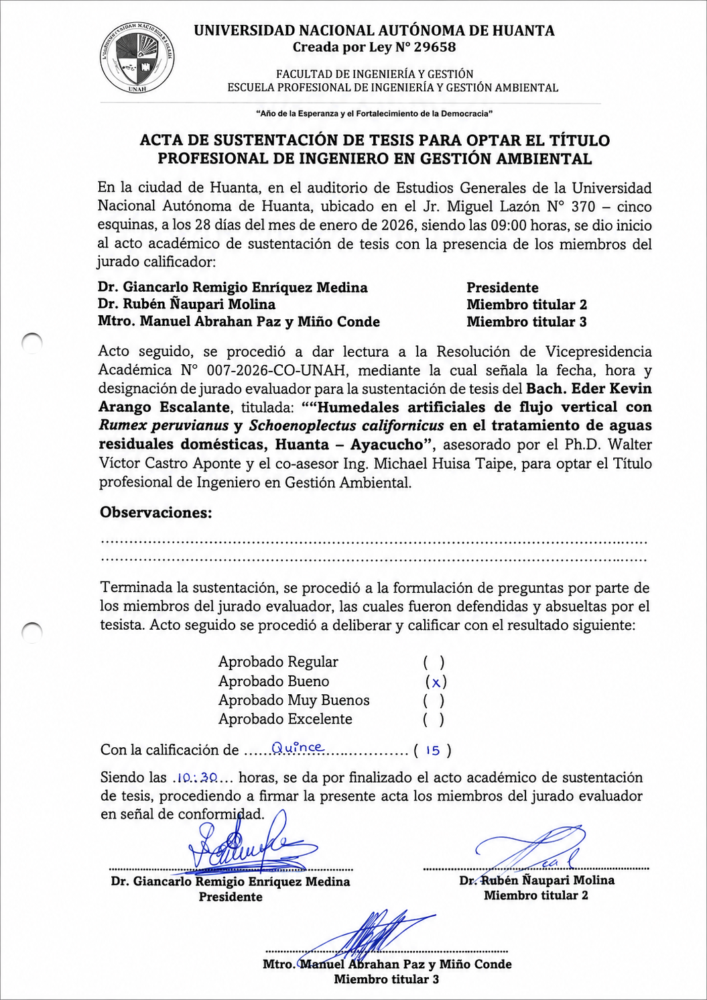 UNAH
UNIVERSIDAD NACIONAL AUTÓNOMA DE HUANTA
Creada por Ley N° 29658
FACULTAD DE INGENIERÍA Y GESTIÓN
ESCUELA PROFESIONAL DE INGENIERÍA Y GESTIÓN AMBIENTAL
“Año de la Esperanza y el Fortalecimiento de la Democracia”
ACTA DE SUSTENTACIÓN DE TESIS PARA OPTAR EL TÍTULO
PROFESIONAL DE INGENIERO EN GESTIÓN AMBIENTAL
En la ciudad de Huanta, en el auditorio de Estudios Generales de la Universidad
Nacional Autónoma de Huanta, ubicado en el Jr. Miguel Lazón N° 370 – cinco
esquinas, a los 28 días del mes de enero de 2026, siendo las 09:00 horas, se dio inicio
al acto académico de sustentación de tesis con la presencia de los miembros del
jurado calificador:
Dr. Giancarlo Remigio Enríquez Medina Presidente
Dr. Rubén Ñaupari Molina Miembro titular 2
Mtro. Manuel Abrahan Paz y Miño Conde Miembro titular 3
Acto seguido, se procedió a dar lectura a la Resolución de Vicepresidencia
Académica N° 007-2026-CO-UNAH, mediante la cual señala la fecha, hora y
designación de jurado evaluador para la sustentación de tesis del Bach. Eder Kevin
Arango Escalante, titulada: ““Humedales artificiales de flujo vertical con
Rumex peruvianus y Schoenoplectus californicus en el tratamiento de aguas
residuales domésticas, Huanta – Ayacucho”, asesorado por el Ph.D. Walter
Víctor Castro Aponte y el co-asesor Ing. Michael Huisa Taipe, para optar el Título
profesional de Ingeniero en Gestión Ambiental.
Observaciones:
Terminada la sustentación, se procedió a la formulación de preguntas por parte de
los miembros del jurado evaluador, las cuales fueron defendidas y absueltas por el
tesista. Acto seguido se procedió a deliberar y calificar con el resultado siguiente:
Aprobado Regular ( )
Aprobado Bueno (x)
Aprobado Muy Buenos ( )
Aprobado Excelente ( )
Con la calificación de ......Quince.................................. ( 15 )
Siendo las .10:30... horas, se da por finalizado el acto académico de sustentación
de tesis, procediendo a firmar la presente acta los miembros del jurado evaluador
en señal de conformidad.
Dr. Giancarlo Remigio Enríquez Medina
Presidente
Dr. Rubén Ñaupari Molina
Miembro titular 2
Mtro. Manuel Abrahan Paz y Miño Conde
Miembro titular 3